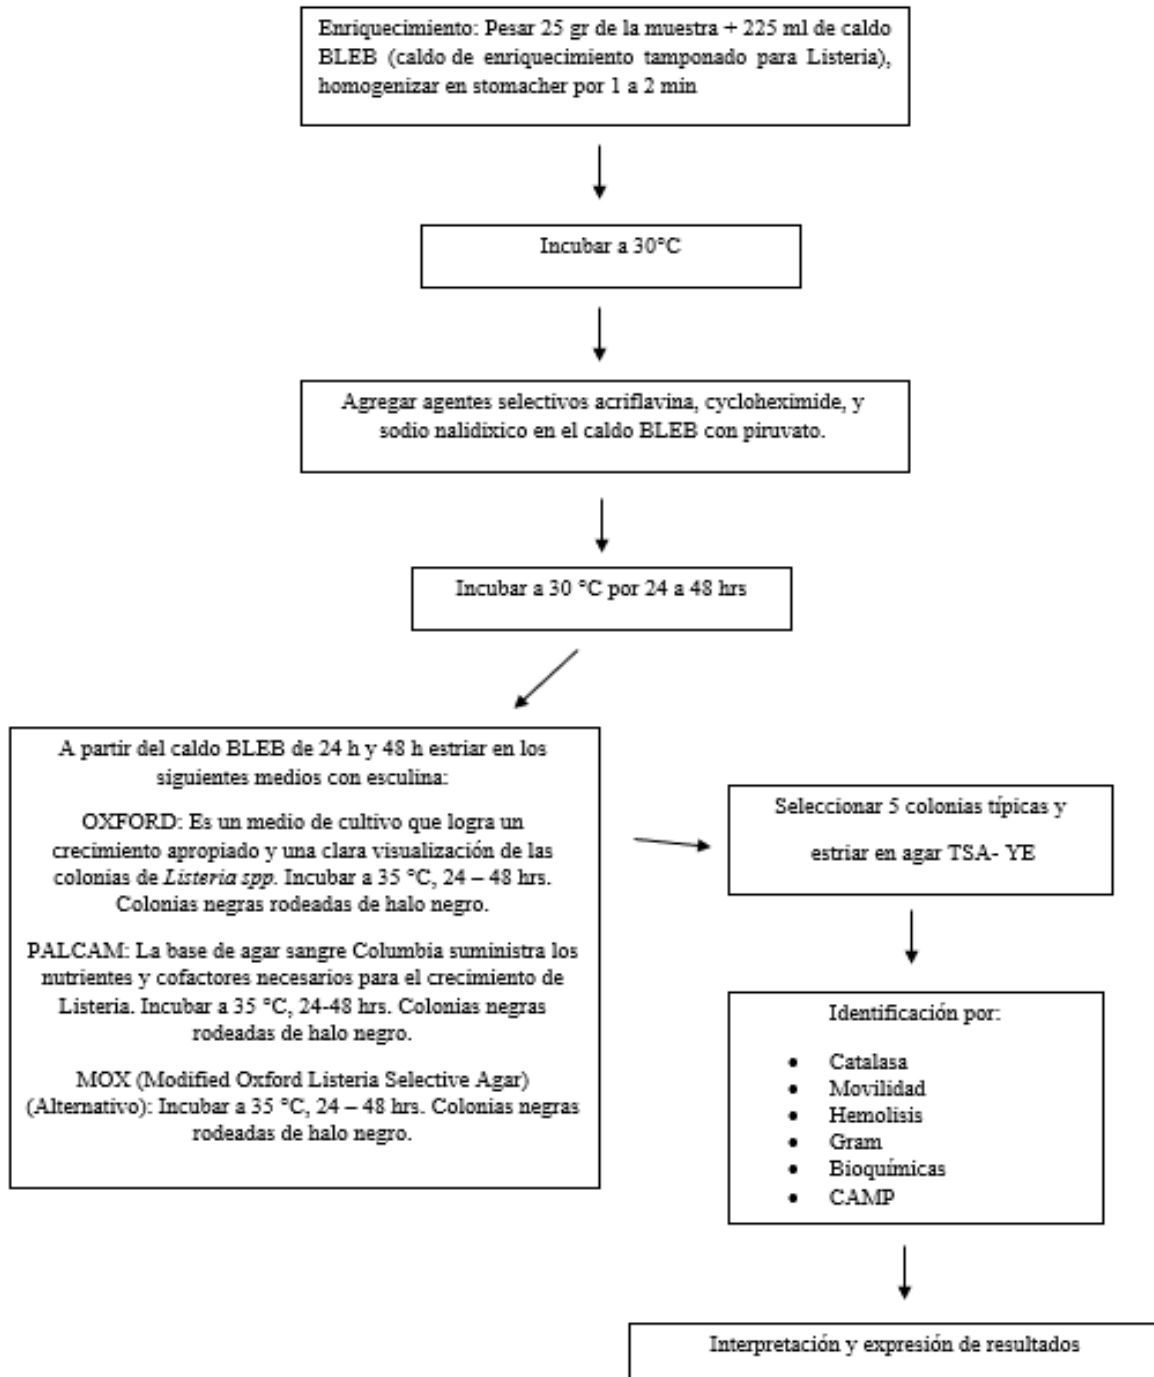 Enriquecimiento: Pesar 25 gr de la muestra + 225 ml de caldo
BLEB (caldo de enriquecimiento tamponado para Listeria),
homogenizar en stomacher por 1 a 2 min
Incubar a 30°C
Agregar agentes selectivos acriflavina, cycloheximide, y
sodio nalidixico en el caldo BLEB con piruvato.
Incubar a 30 °C por 24 a 48 hrs
A partir del caldo BLEB de 24 h y 48 h estriar en los
siguientes medios con esculina:
OXFORD: Es un medio de cultivo que logra un
crecimiento apropiado y una clara visualización de las
colonias de Listeria spp. Incubar a 35 °C, 24 – 48 hrs.
Colonias negras rodeadas de halo negro.
PALCAM: La base de agar sangre Columbia suministra los
nutrientes y cofactores necesarios para el crecimiento de
Listeria. Incubar a 35 °C, 24-48 hrs. Colonias negras
rodeadas de halo negro.
MOX (Modified Oxford Listeria Selective Agar)
(Alternativo): Incubar a 35 °C, 24 – 48 hrs. Colonias negras
rodeadas de halo negro.
Seleccionar 5 colonias típicas y
estriar en agar TSA- YE
Identificación por:
• Catalasa
• Movilidad
• Hemolisis
• Gram
• Bioquímicas
• CAMP
Interpretación y expresión de resultados